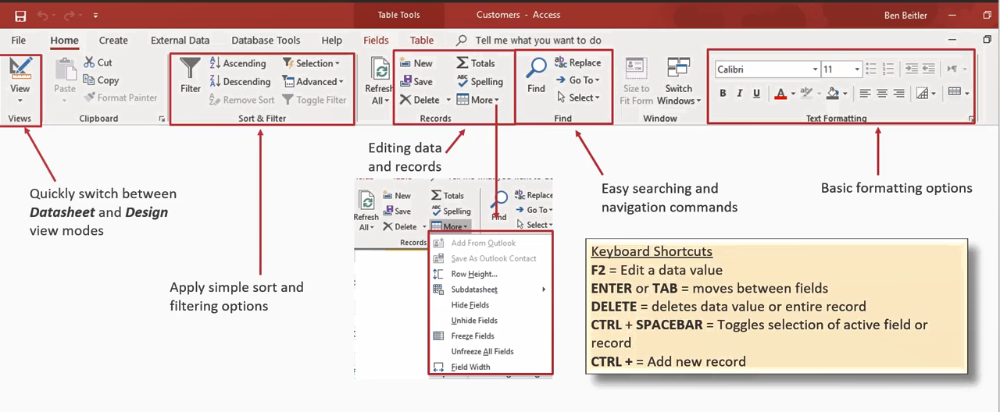 Table Tools
Customers - Access
Ben Beitler
File
Home
Create
External Data
Database Tools
Help
Fields
Table
Tell me what you want to do
View
Views
Paste
Cut
Copy
Format Painter
Clipboard
Filter
Ascending
Descending
Remove Sort
Selection
Advanced
Toggle Filter
Sort & Filter
Refresh
All
New
Save
Delete
Totals
Spelling
More
Records
Find
Replace
Go To
Select
Find
Size to
Fit Form
Switch
Windows
Window
Calibri
11
B I U
A
Text Formatting
Quickly switch between
Datasheet and Design
view modes
Apply simple sort and
filtering options
Editing data
and records
Easy searching and
navigation commands
Basic formatting options
Refresh
All
New
Save
Delete
Totals
Spelling
More
Records
Find
Replace
Go To
Select
Add From Outlook
Save As Outlook Contact
Row Height...
Subdatasheet
Hide Fields
Unhide Fields
Freeze Fields
Unfreeze All Fields
Field Width
Keyboard Shortcuts
F2 = Edit a data value
ENTER or TAB = moves between fields
DELETE = deletes data value or entire record
CTRL + SPACEBAR = Toggles selection of active field or
record
CTRL + = Add new record